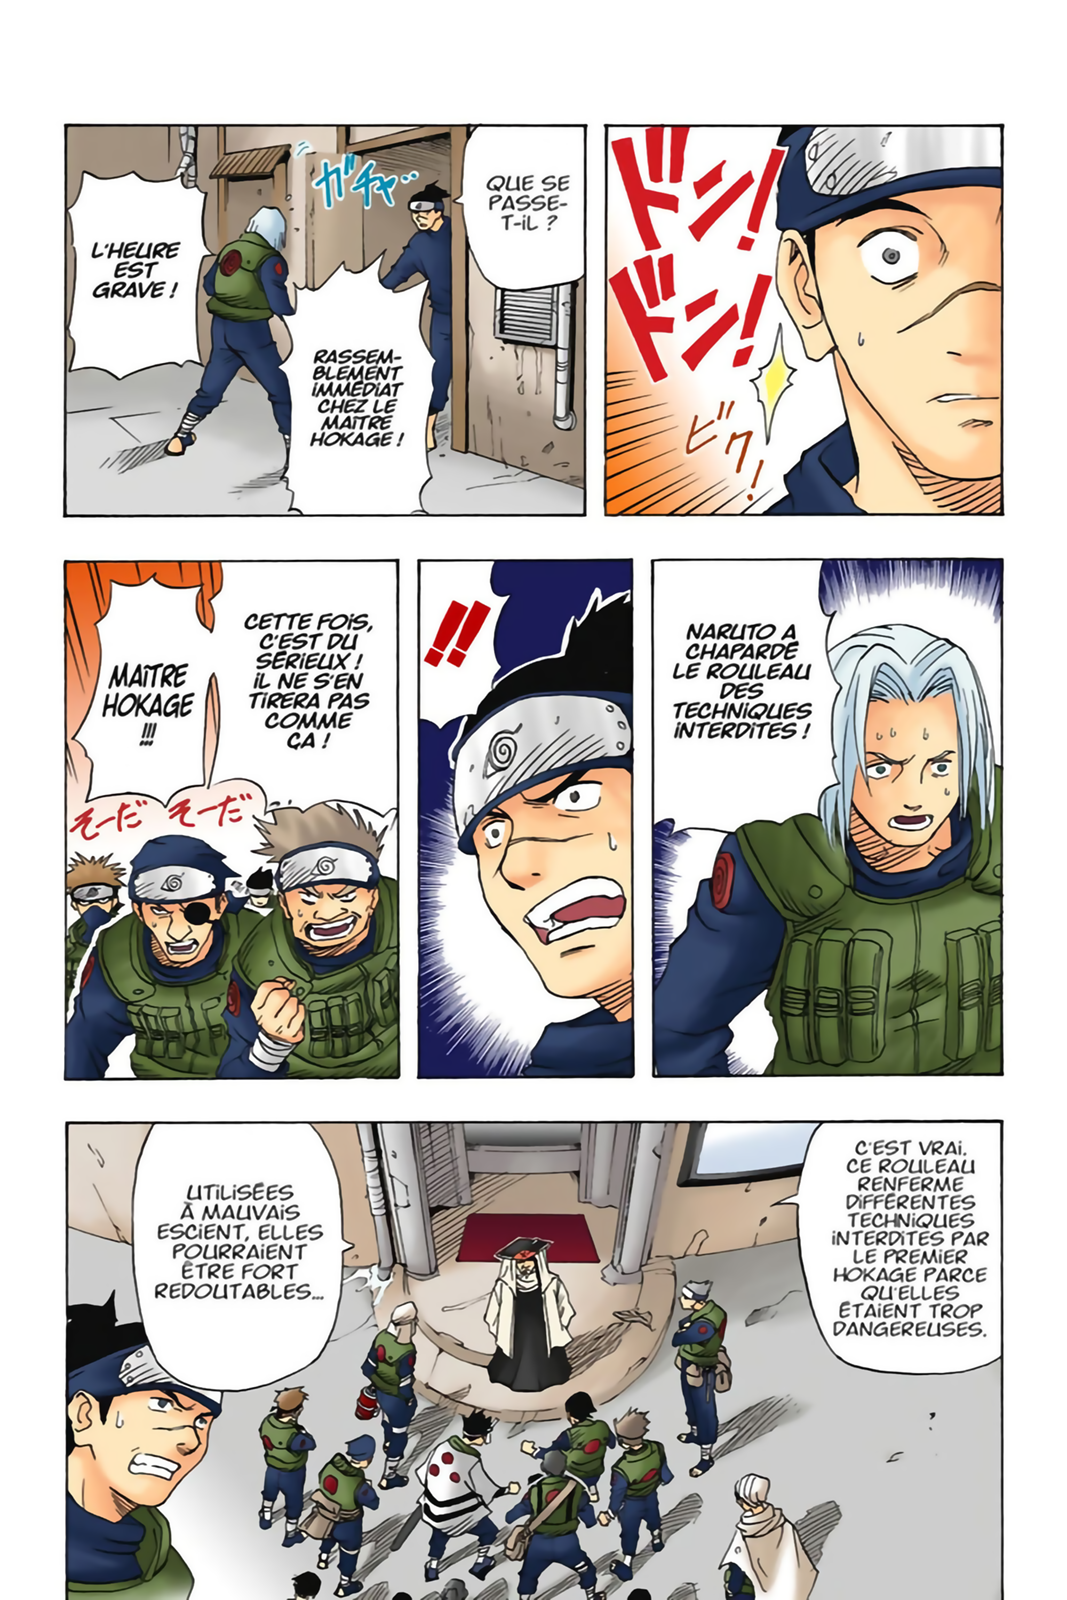 ドン!
ドン!
ビク!
QUE SE
PASSE-
T-IL ?
ガチャ…
L'HEURE
EST
GRAVE !
RASSEM-
BLEMENT
IMMÉDIAT
CHEZ LE
MAÎTRE
HOKAGE !
NARUTO A
CHAPARDÉ
LE ROULEAU
DES
TECHNIQUES
INTERDITES !
!!
CETTE FOIS,
C'EST DU
SÉRIEUX !
IL NE S'EN
TIRERA PAS
COMME
ÇA !
MAÎTRE
HOKAGE
!!!
そーだ
そーだ
C'EST VRAI.
CE ROULEAU
RENFERME
DIFFÉRENTES
TECHNIQUES
INTERDITES PAR
LE PREMIER
HOKAGE PARCE
QU'ELLES
ÉTAIENT TROP
DANGEREUSES.
UTILISÉES
À MAUVAIS
ESCIENT, ELLES
POURRAIENT
ÊTRE FORT
REDOUTABLES...